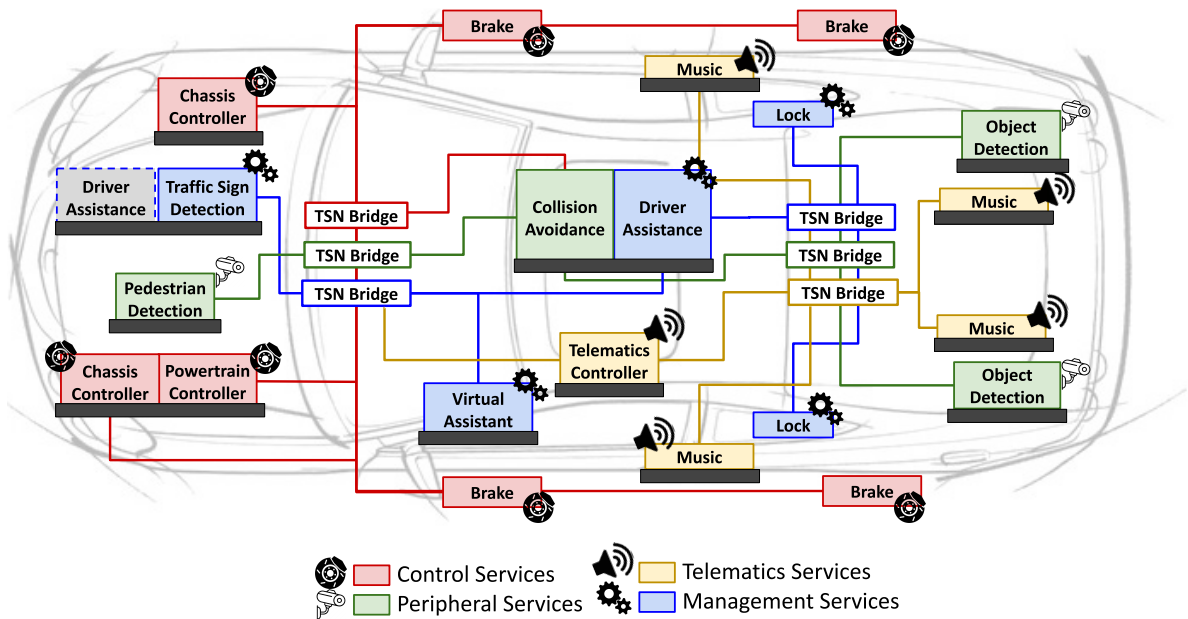 Brake
Brake
Music
Chassis
Controller
Lock
Object
Detection
Driver
Assistance
Traffic Sign
Detection
Music
TSN Bridge
Collision
Avoidance
Driver
Assistance
TSN Bridge
TSN Bridge
TSN Bridge
Pedestrian
Detection
TSN Bridge
TSN Bridge
Music
Telematics
Controller
Chassis
Controller
Powertrain
Controller
Object
Detection
Virtual
Assistant
Lock
Music
Brake
Brake
Control Services
Telematics Services
Peripheral Services
Management Services